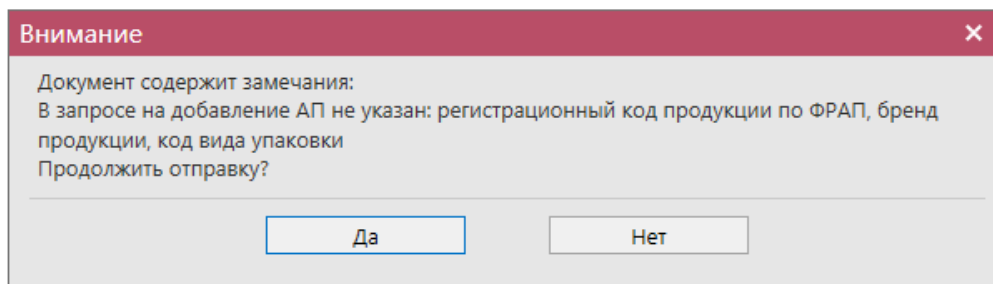 Внимание
Документ содержит замечания:
В запросе на добавление АП не указан: регистрационный код продукции по ФРАП, бренд
продукции, код вида упаковки
Продолжить отправку?
Да
Нет